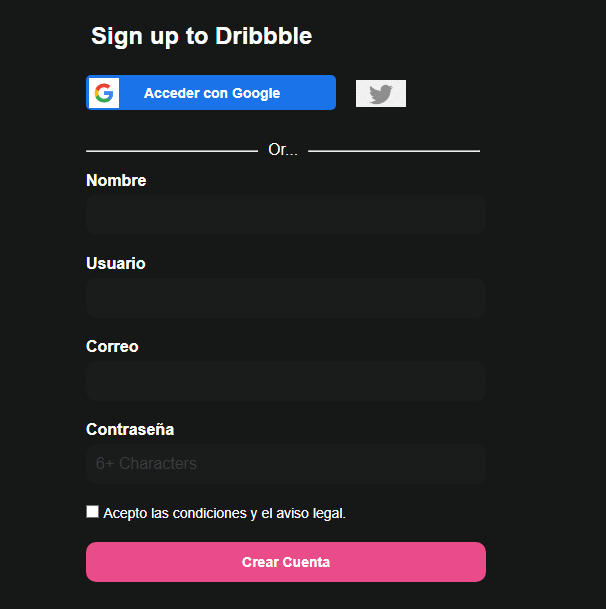 Sign up to Dribbble
Acceder con Google
Or...
Nombre
Usuario
Correo
Contraseña
6+ Characters
Acepto las condiciones y el aviso legal.
Crear Cuenta